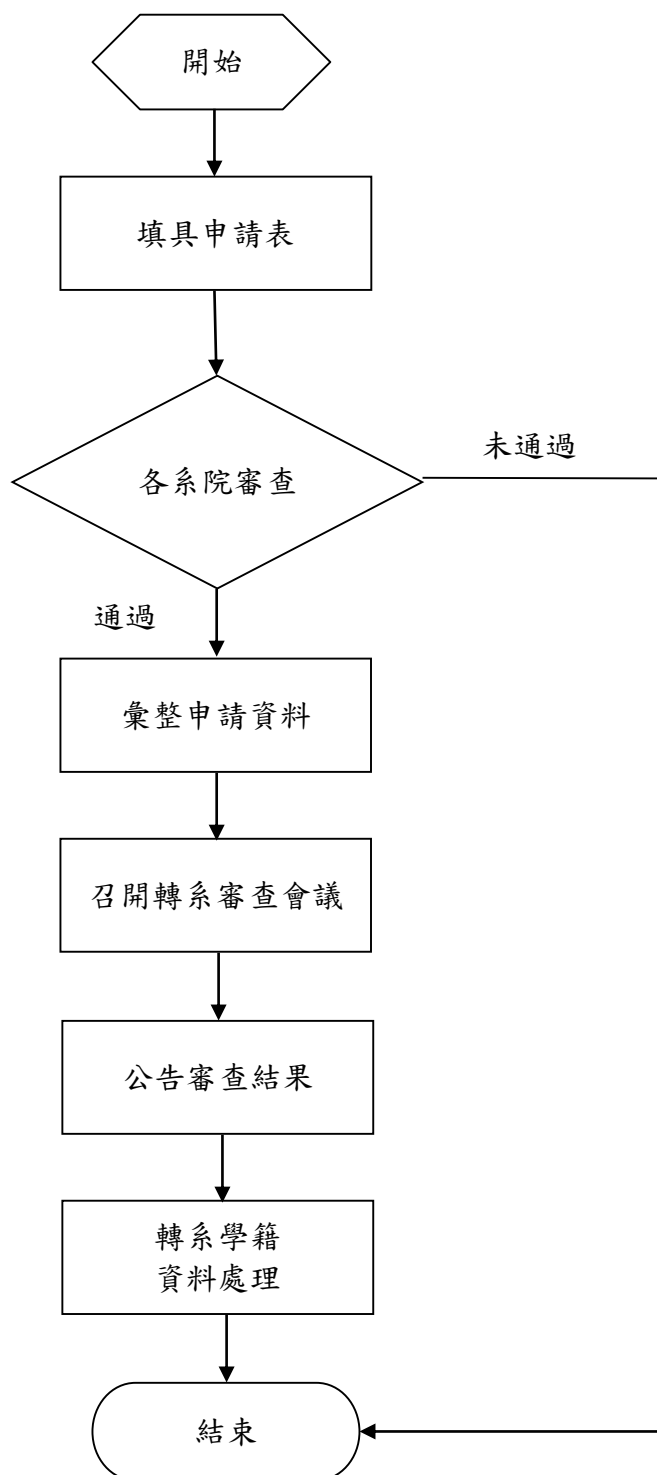 開始
填具申請表
各系院審查
未通過
通過
彙整申請資料
召開轉系審查會議
公告審查結果
轉系學籍
資料處理
結束